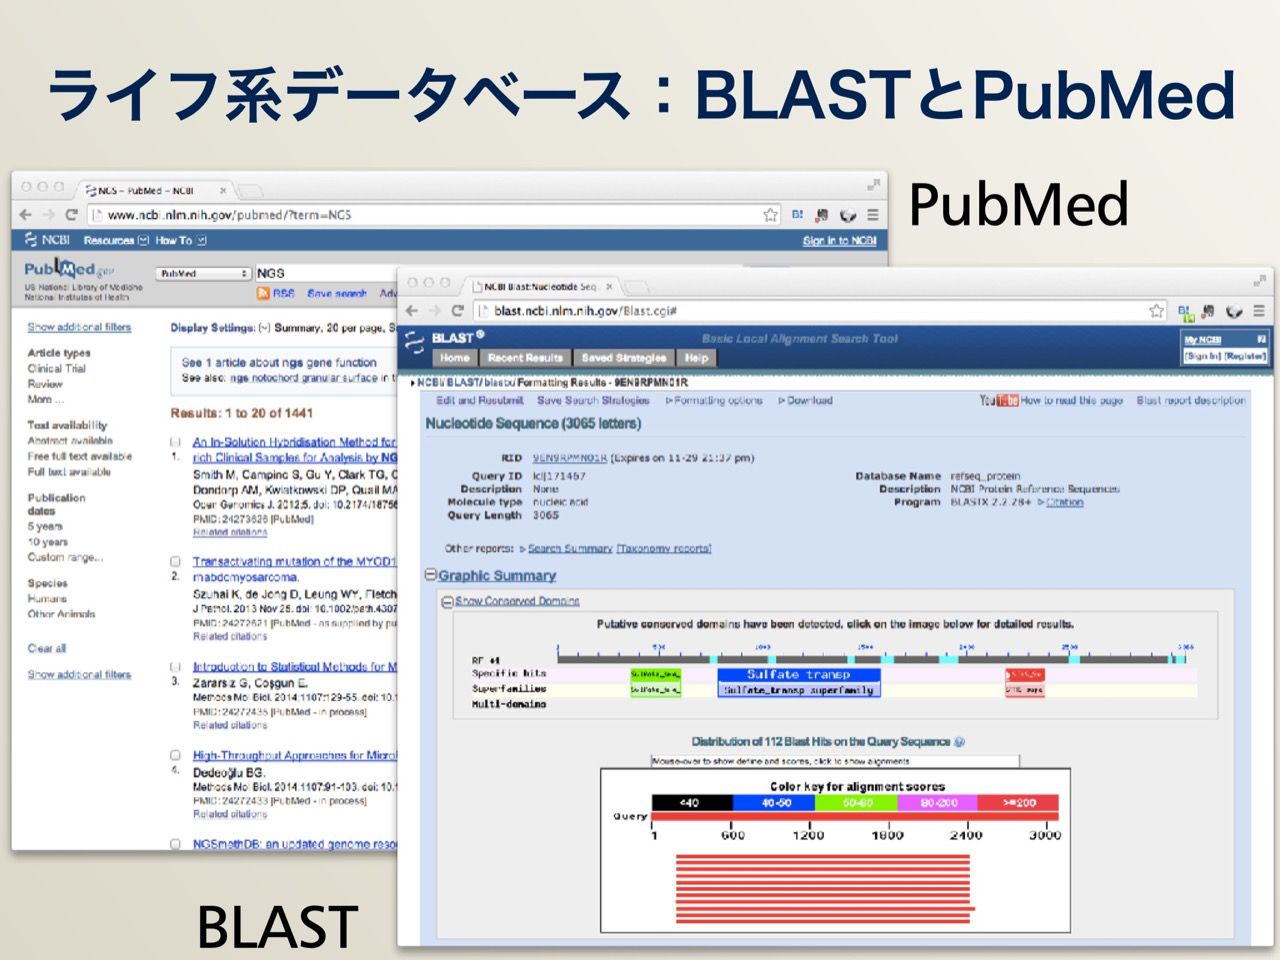 ライフ系データベース：BLASTとPubMed
PubMed
NGS - PubMed - NCBI
www.ncbi.nlm.nih.gov/pubmed/?term=NGS
NCBI Resources How To Sign in to NCBI
PubMed.gov
US National Library of Medicine
National Institutes of Health
PubMed NGS
RSS Save search
Show additional filters
Article types
Clinical Trial
Review
More ...
Text availability
Abstract available
Free full text available
Full text available
Publication
dates
5 years
10 years
Custom range...
Species
Humans
Other Animals
Clear all
Show additional filters
Display Settings: Summary, 20 per page,
See 1 article about ngs gene function
See also: ngs notochord granular surface in
Results: 1 to 20 of 1441
An In-Solution Hybridisation Method for
1. rich Clinical Samples for Analysis by NG
Smith M, Campino S, Gu Y, Clark TG,
Dondorp AM, Kwiatkowski DP, Quail MA
Open Genomics J. 2012;5. doi: 10.2174/18756
PMID: 24273626 [PubMed]
Related citations
Transactivating mutation of the MYOD1
2. rhabdomyosarcoma.
Szuhai K, de Jong D, Leung WY, Fletch
J Pathol. 2013 Nov 25. doi: 10.1002/path.4307
PMID: 24272621 [PubMed - as supplied by pu
Related citations
Introduction to Statistical Methods for M
3. Zararsiz G, Coşgun E.
Methods Mol Biol. 2014;1107:129-55. doi: 10.
PMID: 24272435 [PubMed - in process]
Related citations
High-Throughput Approaches for Micro
4. Dedeoğlu BG.
Methods Mol Biol. 2014;1107:91-103. doi: 10.
PMID: 24272433 [PubMed - in process]
Related citations
NGSmethDB: an updated genome reso
NCBI Blast:Nucleotide Seq
blast.ncbi.nlm.nih.gov/Blast.cgi#
BLAST® Basic Local Alignment Search Tool
My NCBI
[Sign In] [Register]
Home Recent Results Saved Strategies Help
NCBI/ BLAST/ blastx/ Formatting Results - 9EN9RPMN01R
Edit and Resubmit Save Search Strategies Formatting options Download YouTube How to read this page Blast report description
Nucleotide Sequence (3065 letters)
RID 9EN9RPMN01R (Expires on 11-29 21:37 pm)
Query ID lcl|171467
Description None
Molecule type nucleic acid
Query Length 3065
Database Name refseq_protein
Description NCBI Protein Reference Sequences
Program BLASTX 2.2.28+ Citation
Other reports: Search Summary [Taxonomy reports]
Graphic Summary
Show Conserved Domains
Putative conserved domains have been detected, click on the image below for detailed results.
1 500 1000 1500 2000 2500
RF +1
Specific hits Sulfate_transp
Superfamilies Sulfate_transp superfamily
Multi-domains
Distribution of 112 Blast Hits on the Query Sequence
Mouse-over to show defline and scores, click to show alignments
Color key for alignment scores
<40 40-50 50-80 80-200 >=200
Query
1 600 1200 1800 2400 3000
BLAST